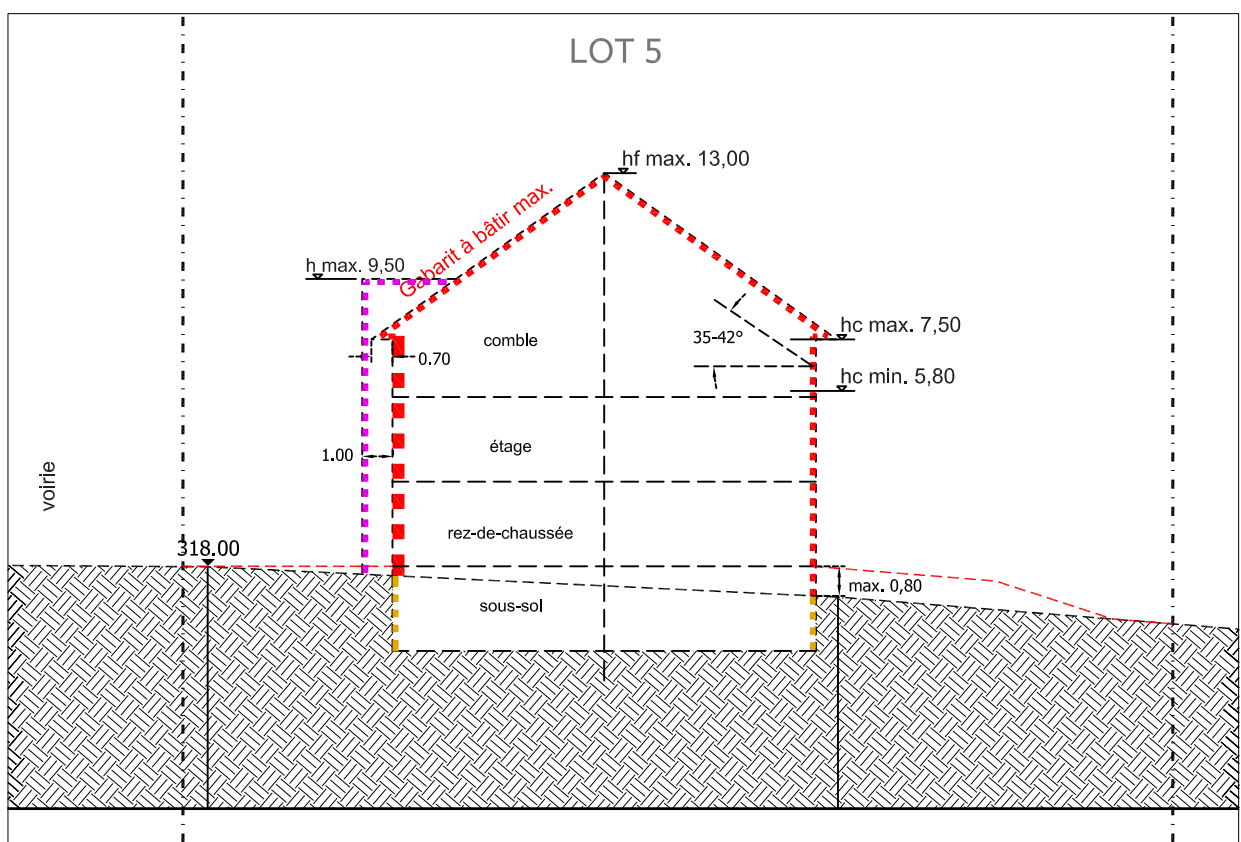 LOT 5
hf max. 13,00
Gabarit à bâtir max.
h max. 9,50
hc max. 7,50
35-42°
comble
0.70
hc min. 5,80
étage
1.00
voirie
rez-de-chaussée
318.00
max. 0,80
sous-sol